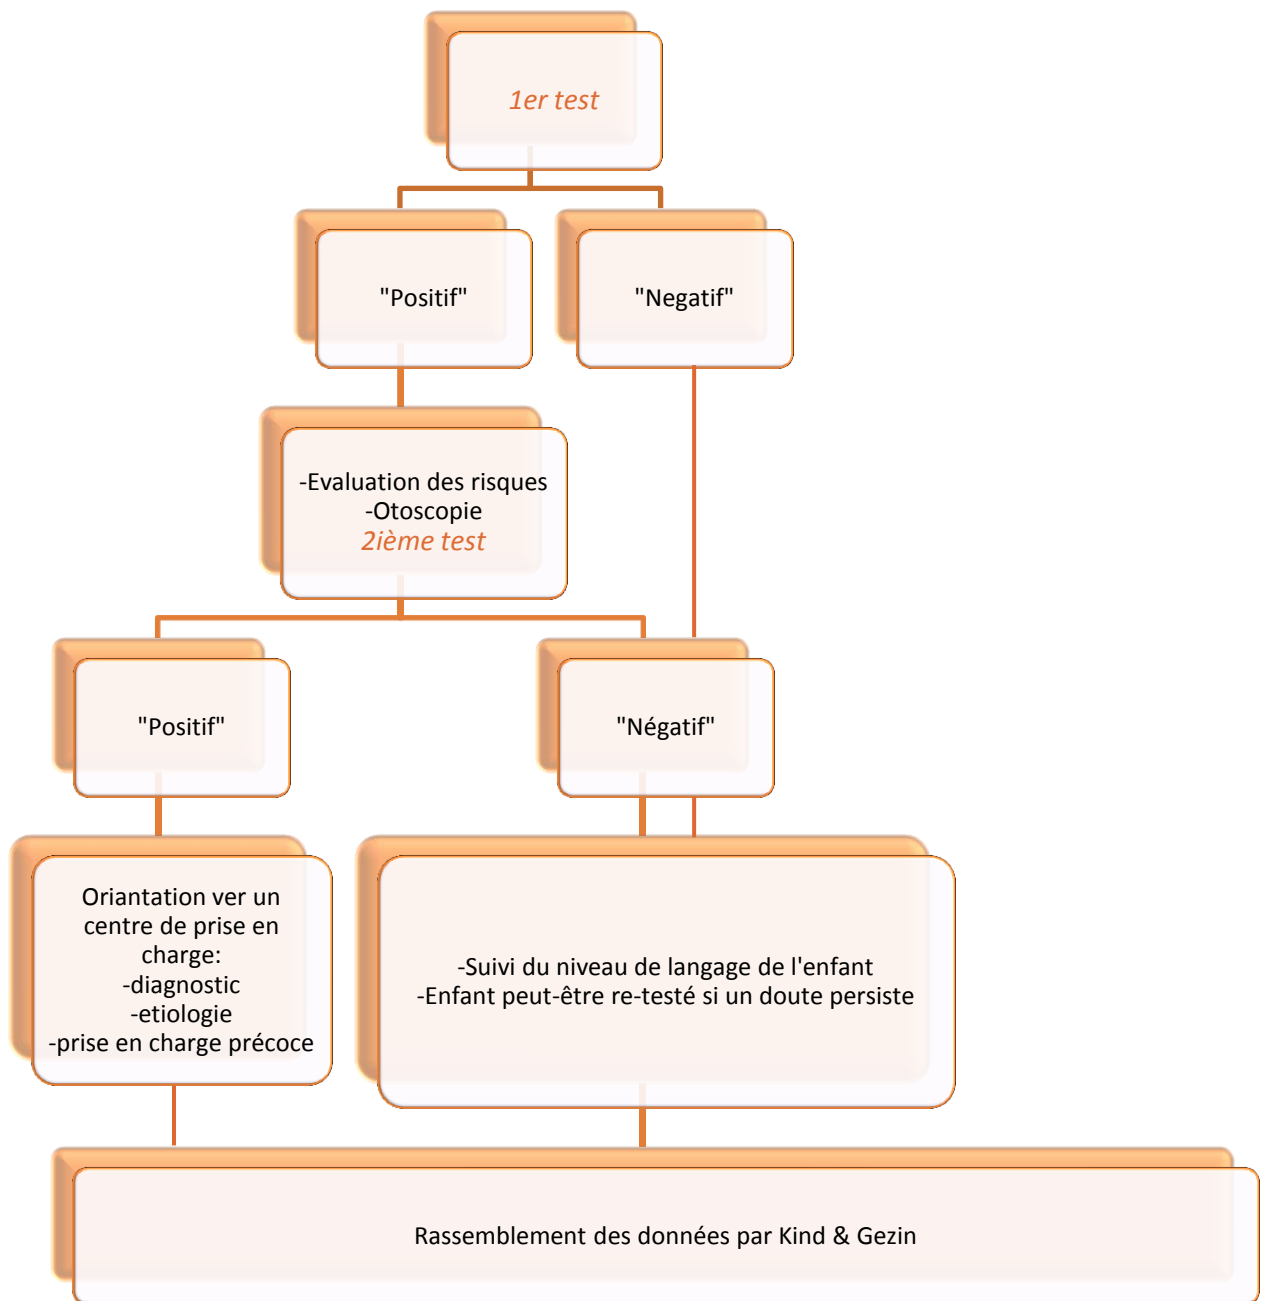 1er test
"Positif"
"Negatif"
-Evaluation des risques
-Otoscopie
2ième test
"Positif"
"Négatif"
Oriantation ver un
centre de prise en
charge:
-diagnostic
-etiologie
-prise en charge précoce
-Suivi du niveau de langage de l'enfant
-Enfant peut-être re-testé si un doute persiste
Rassemblement des données par Kind & Gezin